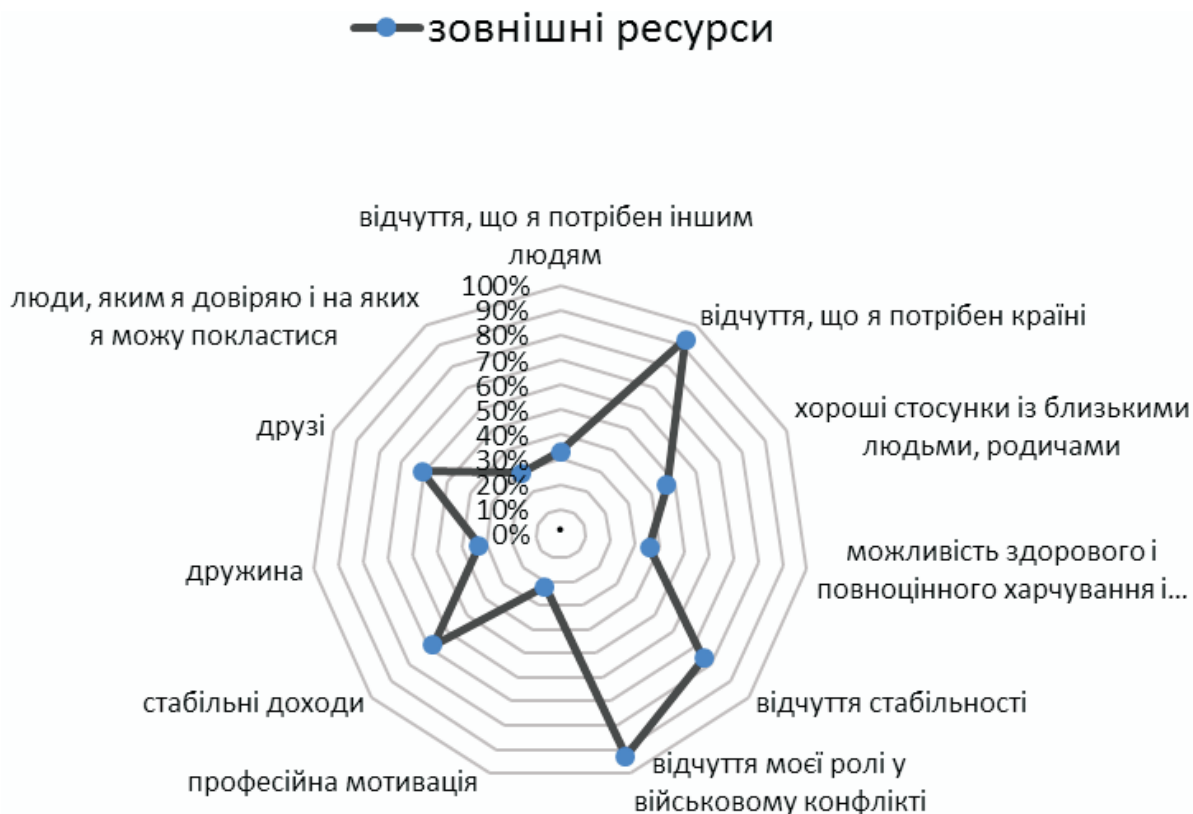 зовнішні ресурси
відчуття, що я потрібен іншим
людям
люди, яким я довіряю і на яких
я можу покластися
відчуття, що я потрібен країні
100%
90%
80%
70%
60%
50%
40%
30%
20%
10%
0%
друзі
хороші стосунки із близькими
людьми, родичами
дружина
можливість здорового і
повноцінного харчування і...
стабільні доходи
відчуття стабільності
професійна мотивація
відчуття моєї ролі у
військовому конфлікті